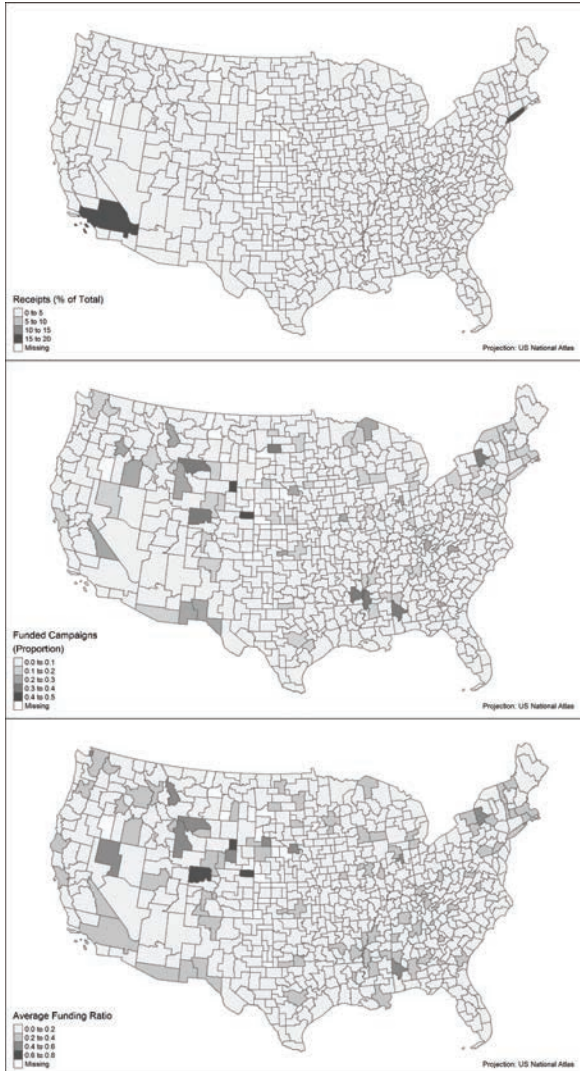 Receipts (% of Total)
0 to 5
5 to 10
10 to 15
15 to 20
Missing
Projection: US National Atlas
Funded Campaigns
(Proportion)
0.0 to 0.1
0.1 to 0.2
0.2 to 0.3
0.3 to 0.4
0.4 to 0.5
Missing
Projection: US National Atlas
Average Funding Ratio
0.0 to 0.2
0.2 to 0.4
0.4 to 0.6
0.6 to 0.8
Missing
Projection: US National Atlas